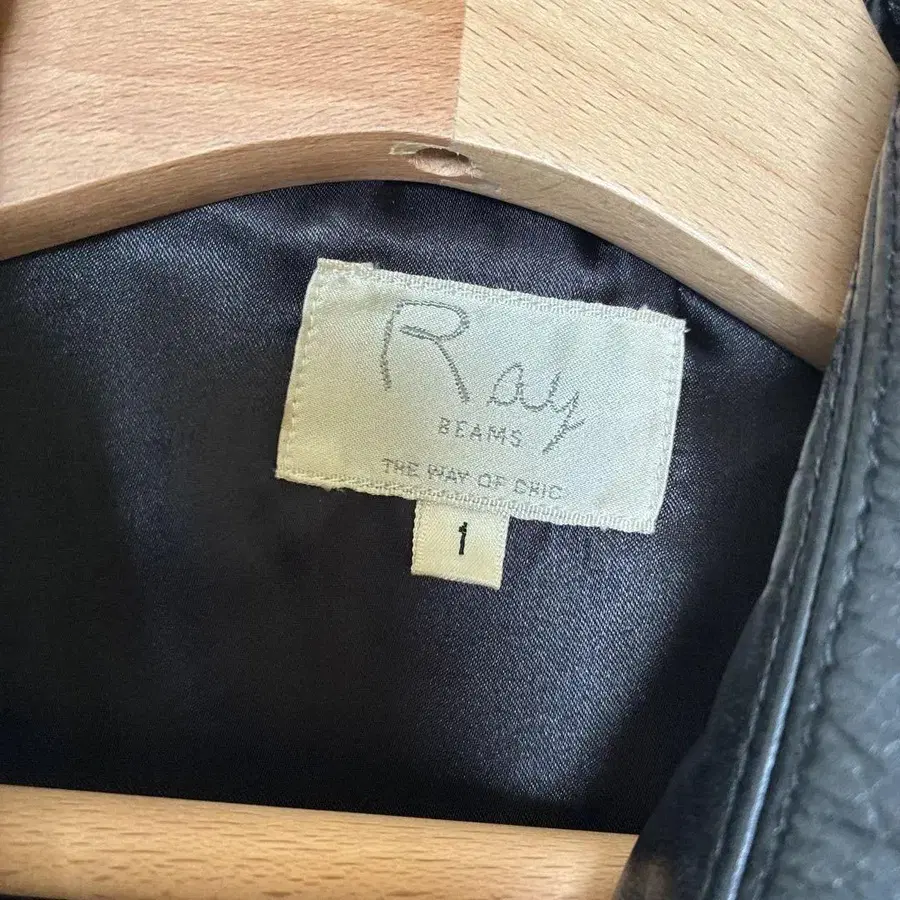 Ray
BEAMS
THE WAY OF CHIC
1